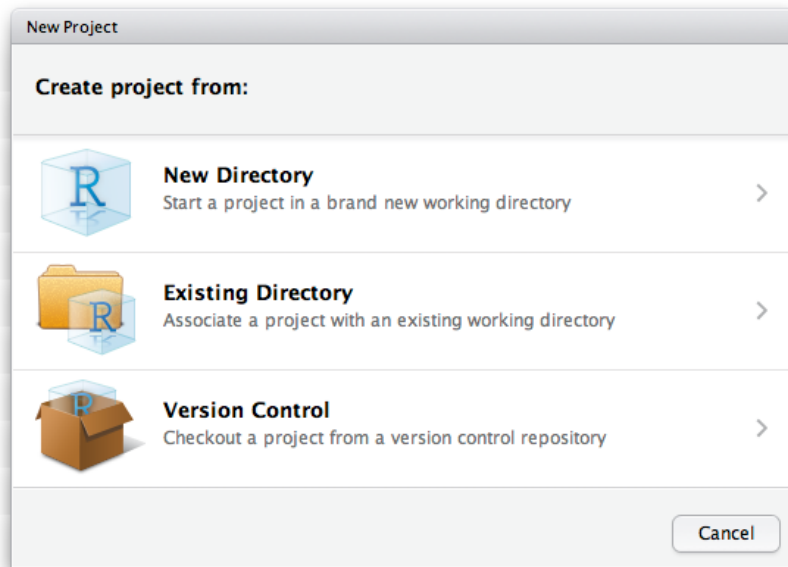 New Project
Create project from:
R
New Directory
Start a project in a brand new working directory
R
Existing Directory
Associate a project with an existing working directory
R
Version Control
Checkout a project from a version control repository
Cancel